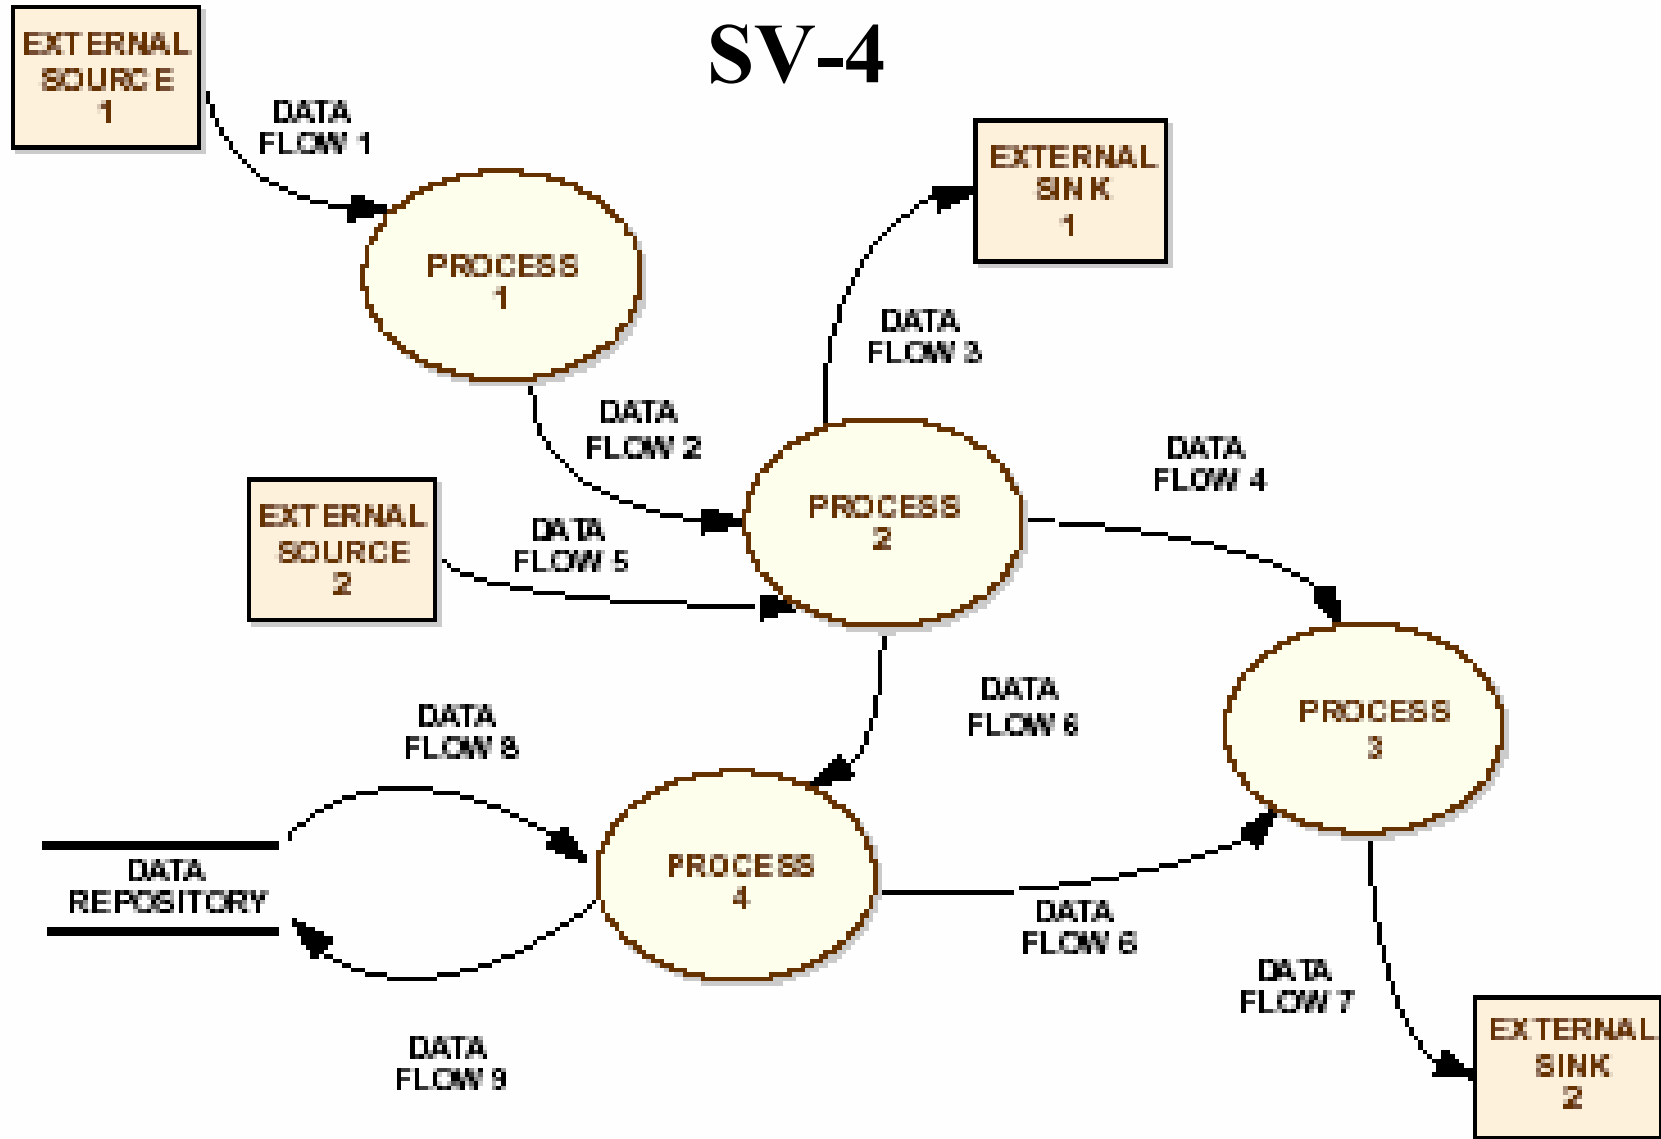 SV-4
EXTERNAL
SOURCE
1
DATA
FLOW 1
EXTERNAL
SINK
1
PROCESS
1
DATA
FLOW 3
DATA
FLOW 2
DATA
FLOW 4
EXTERNAL
SOURCE
2
DATA
FLOW 5
PROCESS
2
DATA
FLOW 6
PROCESS
3
DATA
FLOW 8
DATA
REPOSITORY
PROCESS
4
DATA
FLOW 6
DATA
FLOW 7
DATA
FLOW 9
EXTERNAL
SINK
2